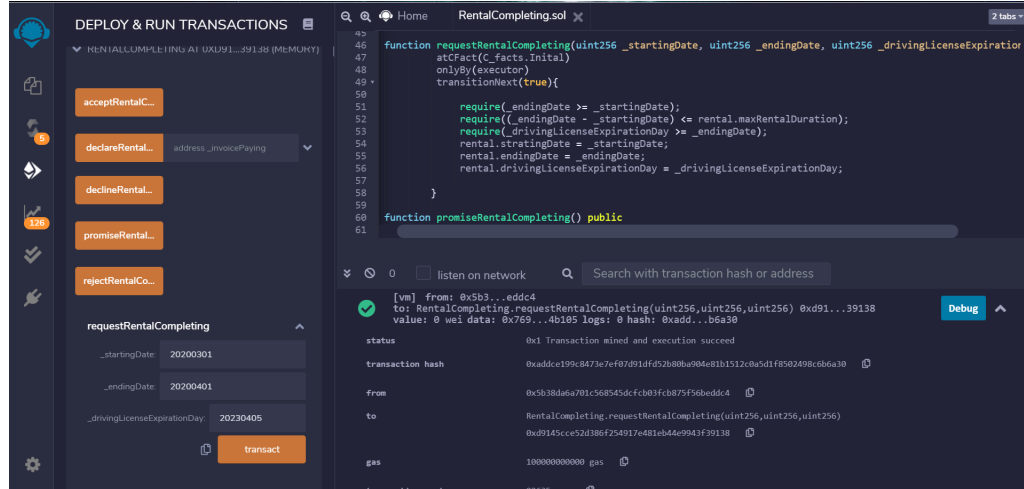 DEPLOY & RUN TRANSACTIONS
RENTALCOMPLETING AT 0XD91...39138 (MEMORY)
acceptRentalC...
declareRental...
address _invoicePaying
declineRental...
promiseRental...
rejectRentalCo...
requestRentalCompleting
_startingDate:
20200301
_endingDate:
20200401
_drivingLicenseExpirationDay:
20230405
transact
5
126
Home
RentalCompleting.sol
2 tabs
45
46 function requestRentalCompleting(uint256 _startingDate, uint256 _endingDate, uint256 _drivingLicenseExpiration
47 atCFact(C_facts.Inital)
48 onlyBy(executor)
49 transitionNext(true){
50
51 require(_endingDate >= _startingDate);
52 require((_endingDate - _startingDate) <= rental.maxRentalDuration);
53 require(_drivingLicenseExpirationDay >= _endingDate);
54 rental.stratingDate = _startingDate;
55 rental.endingDate = _endingDate;
56 rental.drivingLicenseExpirationDay = _drivingLicenseExpirationDay;
57
58 }
59
60 function promiseRentalCompleting() public
61
0
listen on network
Search with transaction hash or address
[vm] from: 0x5b3...eddc4
to: RentalCompleting.requestRentalCompleting(uint256,uint256,uint256) 0xd91...39138
value: 0 wei data: 0x769...4b105 logs: 0 hash: 0xadd...b6a30
Debug
status 0x1 Transaction mined and execution succeed
transaction hash 0xaddce199c8473e7ef07d91dfd52b80ba904e81b1512c0a5d1f8502498c6b6a30
from 0x5b38da6a701c568545dcfcb03fcb875f56beddc4
to RentalCompleting.requestRentalCompleting(uint256,uint256,uint256)
0xd9145cce52d386f254917e481eb44e9943f39138
gas 100000000000 gas